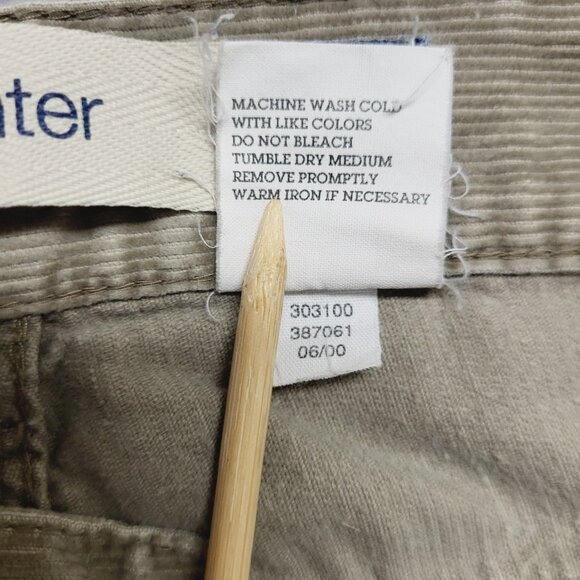 ter
MACHINE WASH COLD
WITH LIKE COLORS
DO NOT BLEACH
TUMBLE DRY MEDIUM
REMOVE PROMPTLY
WARM IRON IF NECESSARY
303100
387061
06/00